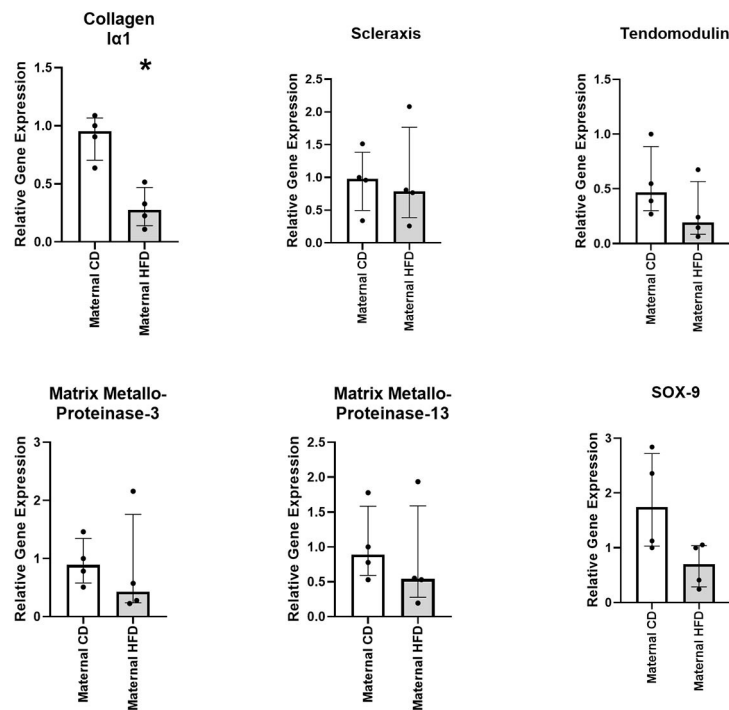 Collagen
Iα1
*
Relative Gene Expression
1.5
1.0
0.5
0.0
Maternal CD
Maternal HFD
Scleraxis
Relative Gene Expression
2.5
2.0
1.5
1.0
0.5
0.0
Maternal CD
Maternal HFD
Tendomodulin
Relative Gene Expression
1.5
1.0
0.5
0.0
Maternal CD
Maternal HFD
Matrix Metallo-
Proteinase-3
Relative Gene Expression
3
2
1
0
Maternal CD
Maternal HFD
Matrix Metallo-
Proteinase-13
Relative Gene Expression
2.5
2.0
1.5
1.0
0.5
0.0
Maternal CD
Maternal HFD
SOX-9
Relative Gene Expression
3
2
1
0
Maternal CD
Maternal HFD